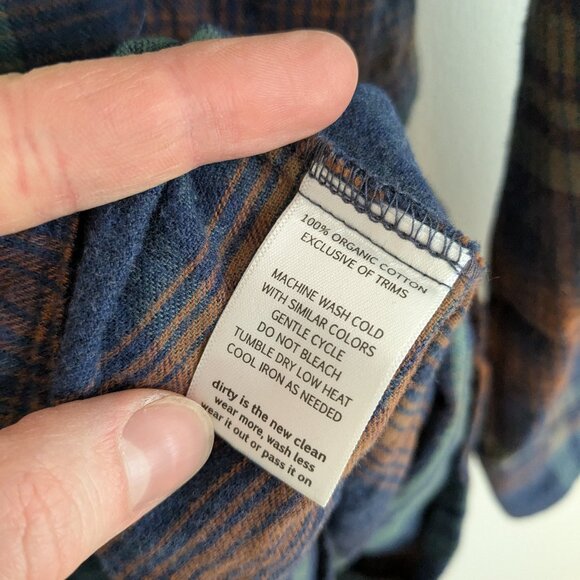 100% ORGANIC COTTON
EXCLUSIVE OF TRIMS
MACHINE WASH COLD
WITH SIMILAR COLORS
GENTLE CYCLE
DO NOT BLEACH
TUMBLE DRY LOW HEAT
COOL IRON AS NEEDED
dirty is the new clean
wear more, wash less
wear it out or pass it on